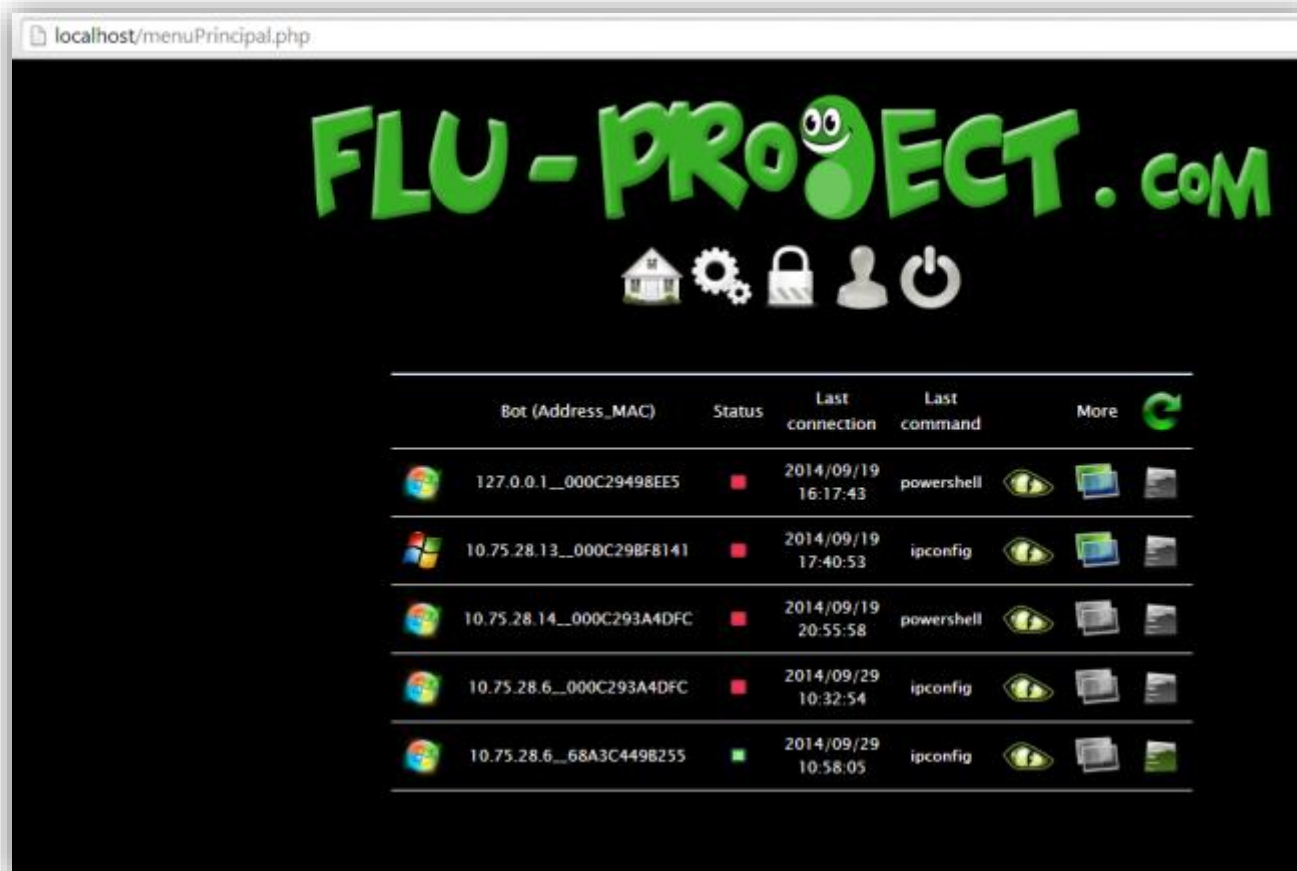 localhost/menuPrincipal.php
FLU-PROJECT.COM
Bot (Address_MAC) Status Last connection Last command More
127.0.0.1__000C29498EE5 2014/09/19 16:17:43 powershell
10.75.28.13__000C29BF8141 2014/09/19 17:40:53 ipconfig
10.75.28.14__000C293A4DFC 2014/09/19 20:55:58 powershell
10.75.28.6__000C293A4DFC 2014/09/29 10:32:54 ipconfig
10.75.28.6__68A3C4498255 2014/09/29 10:58:05 ipconfig